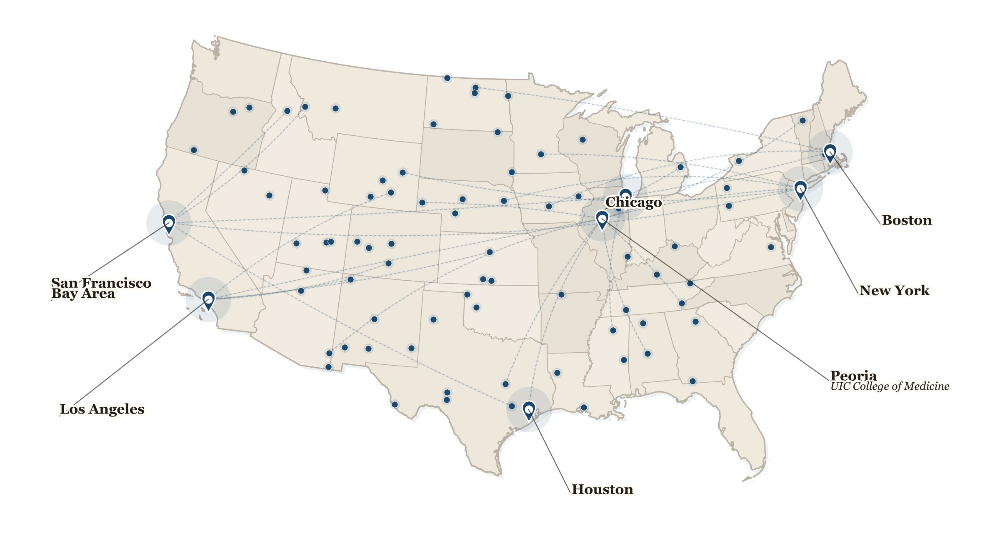 Chicago
Boston
San Francisco
Bay Area
New York
Peoria
UIC College of Medicine
Los Angeles
Houston